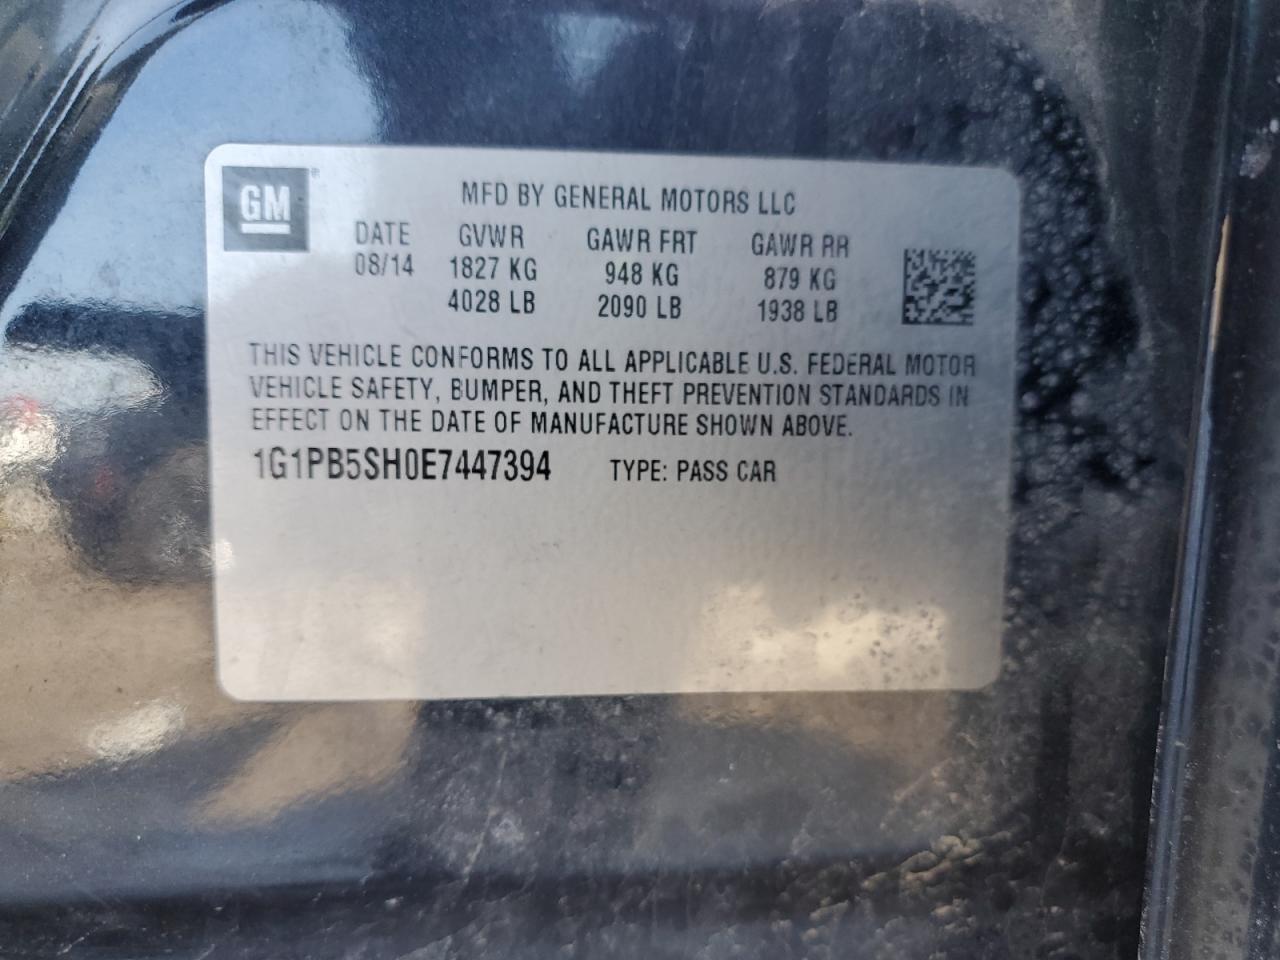 GM®
MFD BY GENERAL MOTORS LLC
DATE GVWR GAWR FRT GAWR RR
08/14 1827 KG 948 KG 879 KG
4028 LB 2090 LB 1938 LB
THIS VEHICLE CONFORMS TO ALL APPLICABLE U.S. FEDERAL MOTOR
VEHICLE SAFETY, BUMPER, AND THEFT PREVENTION STANDARDS IN
EFFECT ON THE DATE OF MANUFACTURE SHOWN ABOVE.
1G1PB5SH0E7447394 TYPE: PASS CAR